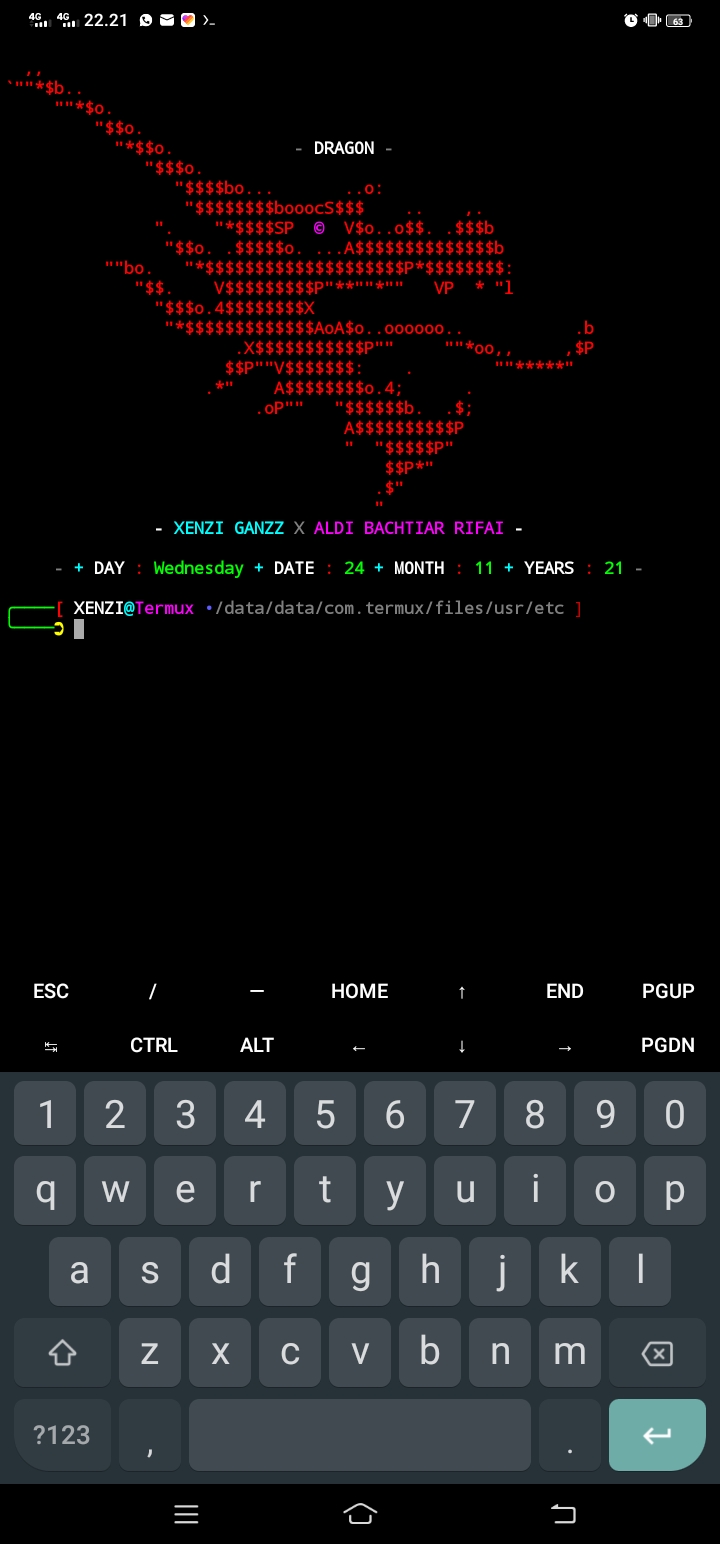 4G 4G 22.21 63
,,
`""*$b..
""*$o.
"$$o.
"*$$o. - DRAGON -
"$$$o.
"$$$$bo... ..o:
"$$$$$$$$booocS$$$ .. ,.
". "*$$$$SP © V$o..o$$. .$$$b
"$$o. .$$$$$o. ...A$$$$$$$$$$$$$$b
""bo. "*$$$$$$$$$$$$$$$$$$$$P*$$$$$$$$:
"$$. V$$$$$$$$$P"**""*"" VP * "l
"$$$o.4$$$$$$$$X
"*$$$$$$$$$$$$$AoA$o..oooooo.. .b
.X$$$$$$$$$$$P"" ""*oo,, ,$P
$$P""V$$$$$$$: . ""*****"
.*" A$$$$$$$$o.4; .
.oP"" "$$$$$$b. .$;
A$$$$$$$$$$P
" "$$$$$P"
$$P*"
.$"
"
- XENZI GANZZ X ALDI BACHTIAR RIFAI -
- + DAY : Wednesday + DATE : 24 + MONTH : 11 + YEARS : 21 -
[ XENZI@Termux •/data/data/com.termux/files/usr/etc ]
ESC / — HOME ↑ END PGUP
↹ CTRL ALT ← ↓ → PGDN
1 2 3 4 5 6 7 8 9 0
q w e r t y u i o p
a s d f g h j k l
z x c v b n m
?123 , .